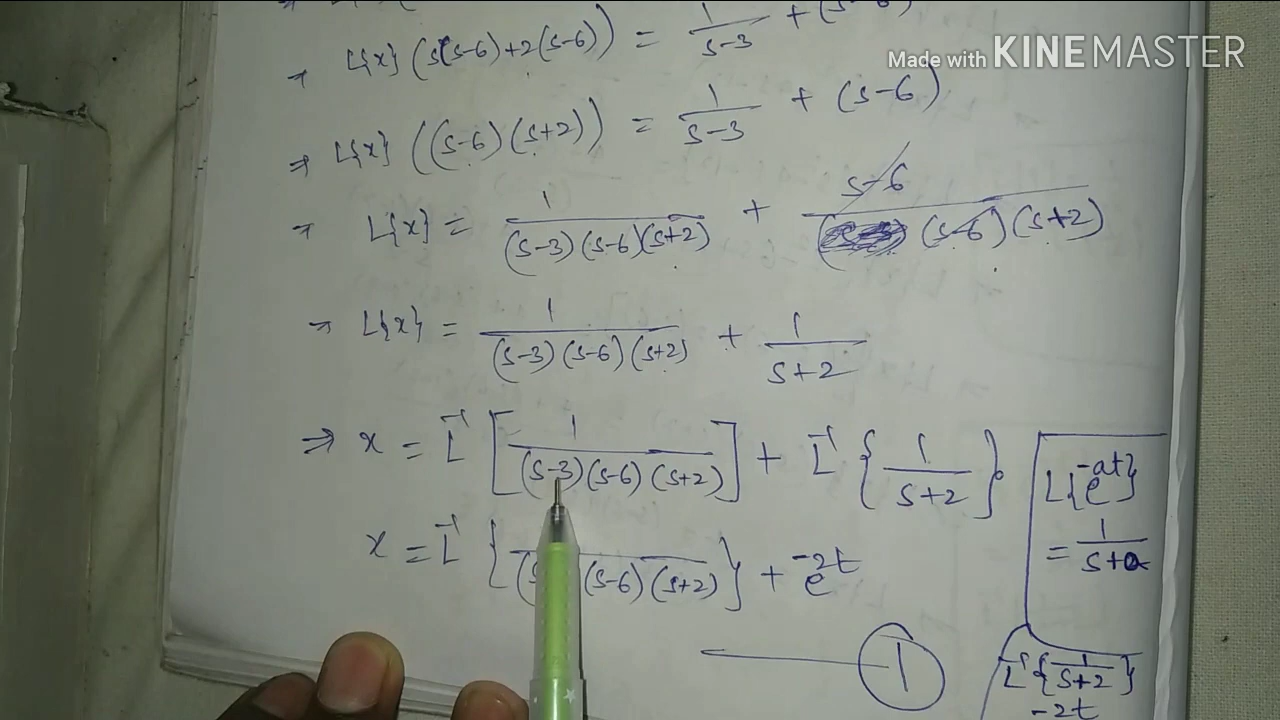 Made with KINEMASTER
⇒ L{x} (s(s-6)+2(s-6)) = 1/(s-3) +
⇒ L{x} ((s-6)(s+2)) = 1/(s-3) + (s-6)
⇒ L{x} = 1/((s-3)(s-6)(s+2)) + (s-6)/((s-6)(s+2))
⇒ L{x} = 1/((s-3)(s-6)(s+2)) + 1/(s+2)
⇒ x = L⁻¹ [1/((s-3)(s-6)(s+2))] + L⁻¹ {1/(s+2)}
x = L⁻¹ { (s-6)(s+2)} + e^(-2t)
1
L{e^(-at)}
= 1/(s+a)
L⁻¹{1/(s+2)}
-2t